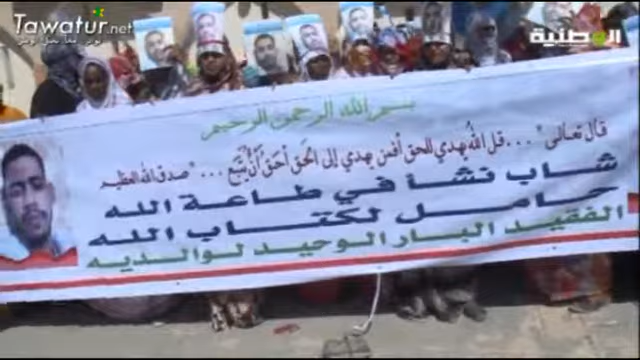 Tawatur.net
الوطنية
بسم الله الرحمن الرحيم
قال تعالى "...قل الله يهدي للحق أفمن يهدي إلى الحق أحق أن يتبع ..." صدق الله العظيم
شاب نشأ في طاعة الله
حامل لكتاب الله
الفقيد البار الوحيد لوالديه